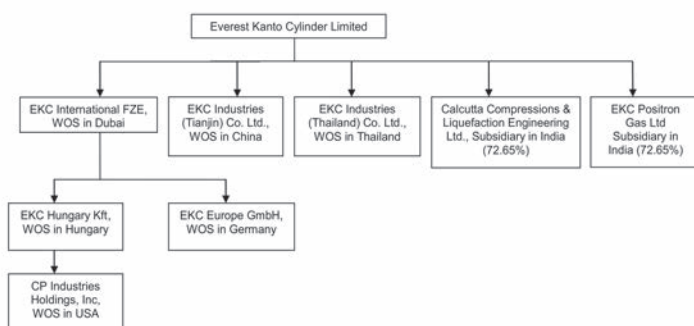 Everest Kanto Cylinder Limited
EKC International FZE,
WOS in Dubai
EKC Industries
(Tianjin) Co. Ltd.,
WOS in China
EKC Industries
(Thailand) Co. Ltd.,
WOS in Thailand
Calcutta Compressions &
Liquefaction Engineering
Ltd., Subsidiary in India
(72.65%)
EKC Positron
Gas Ltd
Subsidiary in
India (72.65%)
EKC Hungary Kft,
WOS in Hungary
EKC Europe GmbH,
WOS in Germany
CP Industries
Holdings, Inc,
WOS in USA